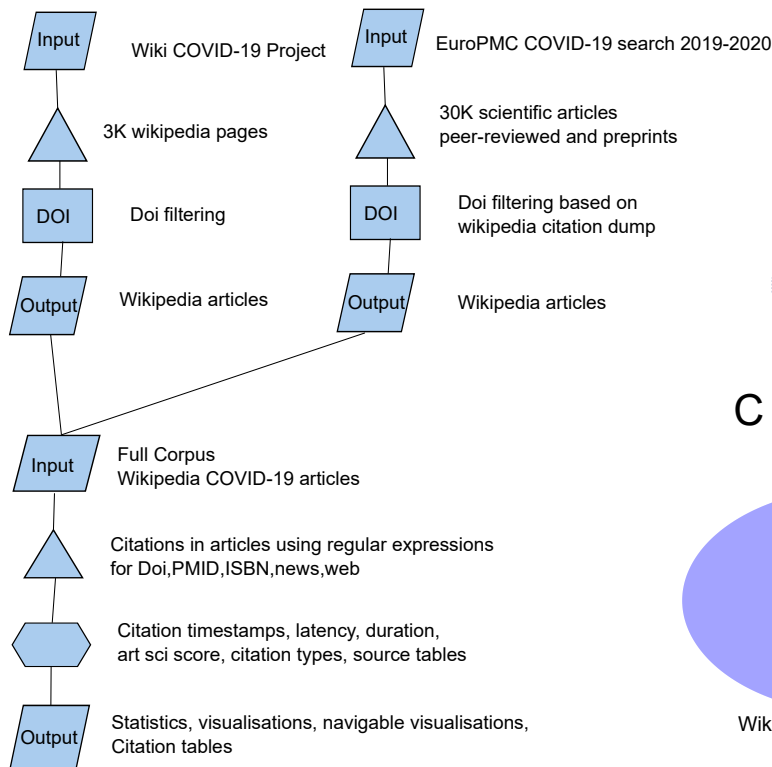 Input
Wiki COVID-19 Project
3K wikipedia pages
DOI
Doi filtering
Output
Wikipedia articles
Input
EuroPMC COVID-19 search 2019-2020
30K scientific articles
peer-reviewed and preprints
DOI
Doi filtering based on
wikipedia citation dump
Output
Wikipedia articles
Input
Full Corpus
Wikipedia COVID-19 articles
Citations in articles using regular expressions
for Doi,PMID,ISBN,news,web
Citation timestamps, latency, duration,
art sci score, citation types, source tables
Output
Statistics, visualisations, navigable visualisations,
Citation tables
C